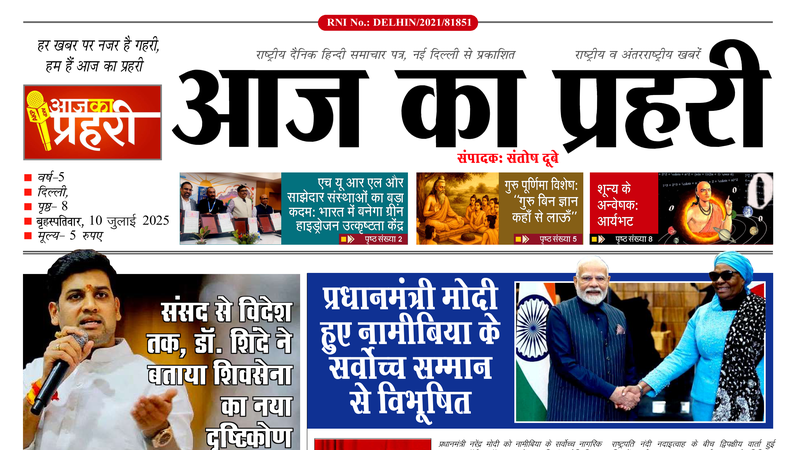 RNI No.: DELHIN/2021/81851
हर खबर पर नजर है गहरी,
हम हैं आज का प्रहरी
राष्ट्रीय दैनिक हिन्दी समाचार पत्र, नई दिल्ली से प्रकाशित
राष्ट्रीय व अंतरराष्ट्रीय खबरें
आज का प्रहरी
आज का
प्रहरी
संपादकः संतोष दूबे
वर्ष-5
दिल्ली,
पृष्ठ- 8
बृहस्पतिवार, 10 जुलाई 2025
मूल्य- 5 रुपए
एच यू आर एल और
साझेदार संस्थाओं का बड़ा
कदम: भारत में बनेगा ग्रीन
हाइड्रोजन उत्कृष्टता केंद्र
पृष्ठ संख्या 2
गुरु पूर्णिमा विशेष:
“गुरु बिन ज्ञान
कहाँ से लाऊँ”
पृष्ठ संख्या 5
शून्य के
अन्वेषक:
आर्यभट
पृष्ठ संख्या 8
संसद से विदेश
तक, डॉ. शिंदे ने
बताया शिवसेना
का नया
दृष्टिकोण
प्रधानमंत्री मोदी
हुए नामीबिया के
सर्वोच्च सम्मान
से विभूषित
प्रधानमंत्री नरेंद्र मोदी को नामीबिया के सर्वोच्च नागरिक
राष्ट्रपति नंदी नदाइत्वाह के बीच द्विपक्षीय वार्ता हुई